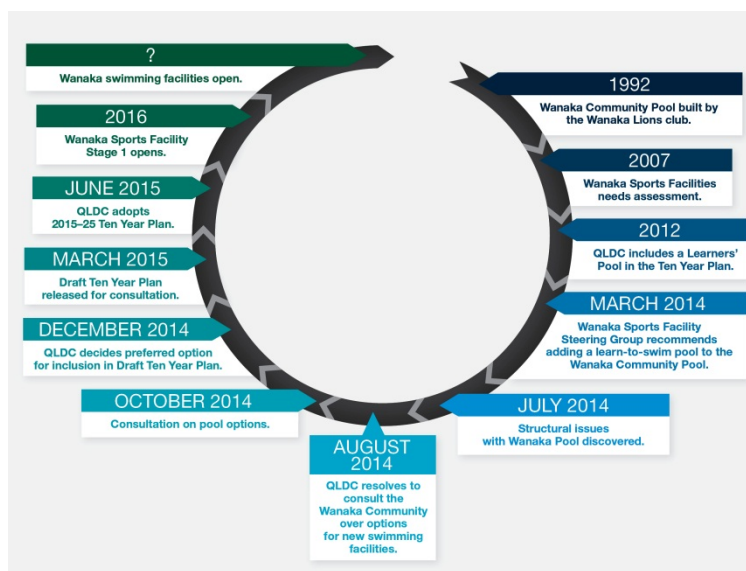 1992
Wanaka Community Pool built by
the Wanaka Lions club.
2007
Wanaka Sports Facilities
needs assessment.
2012
QLDC includes a Learners'
Pool in the Ten Year Plan.
MARCH 2014
Wanaka Sports Facility
Steering Group recommends
adding a learn-to-swim pool to the
Wanaka Community Pool.
JULY 2014
Structural issues
with Wanaka Pool discovered.
AUGUST
2014
QLDC resolves to
consult the
Wanaka Community
over options
for new swimming
facilities.
OCTOBER 2014
Consultation on pool options.
DECEMBER 2014
QLDC decides preferred option
for inclusion in Draft Ten Year Plan.
MARCH 2015
Draft Ten Year Plan
released for consultation.
JUNE 2015
QLDC adopts
2015–25 Ten Year Plan.
2016
Wanaka Sports Facility
Stage 1 opens.
?
Wanaka swimming facilities open.